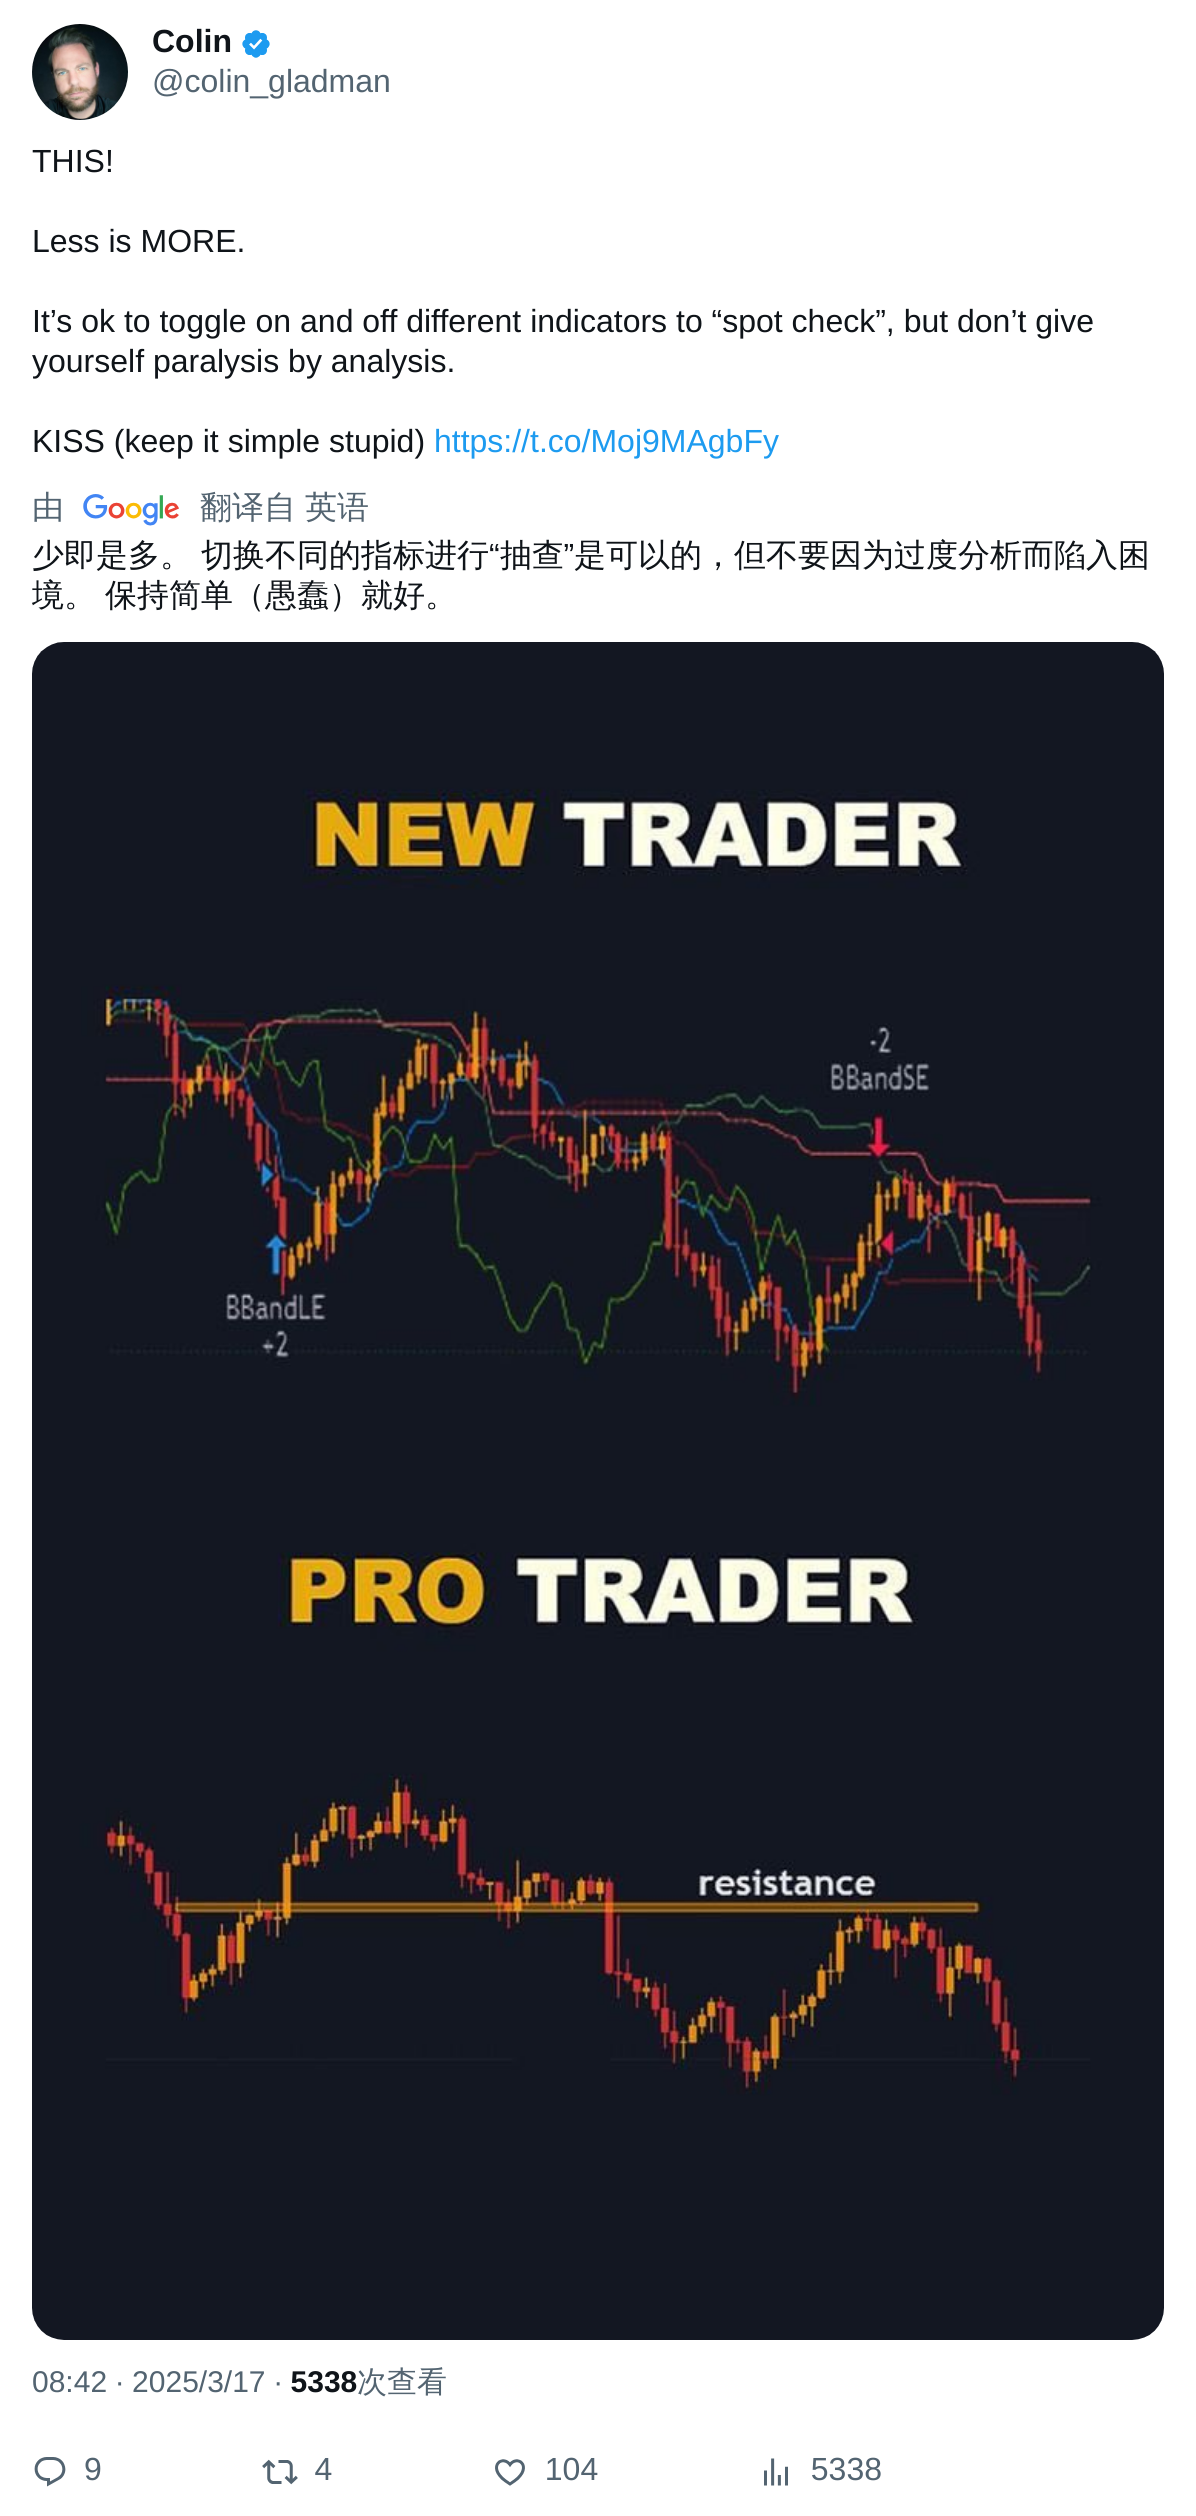 Colin
@colin_gladman
THIS!
Less is MORE.
It’s ok to toggle on and off different indicators to “spot check”, but don’t give
yourself paralysis by analysis.
KISS (keep it simple stupid) https://t.co/Moj9MAgbFy
由 Google 翻译自 英语
少即是多。 切换不同的指标进行“抽查”是可以的，但不要因为过度分析而陷入困
境。 保持简单（愚蠢）就好。
NEW TRADER
-2
BBandSE
BBandLE
+2
PRO TRADER
resistance
08:42 · 2025/3/17 · 5338次查看
9 4 104 5338